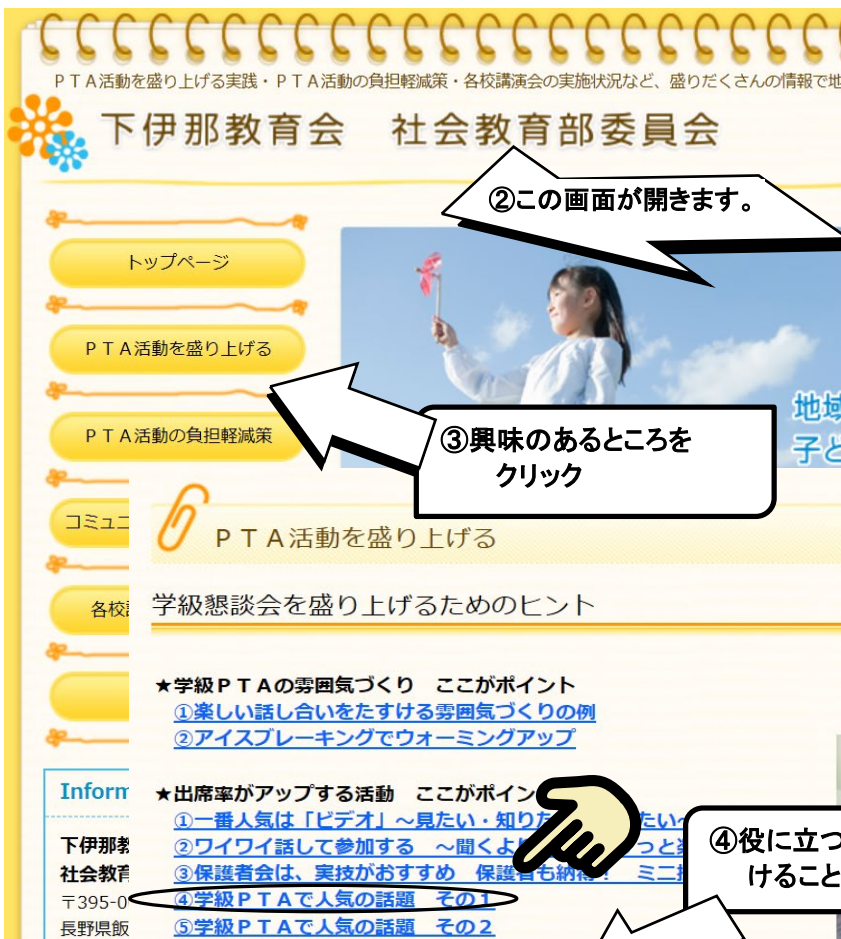 ＰＴＡ活動を盛り上げる実践・ＰＴＡ活動の負担軽減策・各校講演会の実施状況など、盛りだくさんの情報で地
下伊那教育会　社会教育部委員会
②この画面が開きます。
トップページ
ＰＴＡ活動を盛り上げる
ＰＴＡ活動の負担軽減策
地域
子ど
③興味のあるところを
クリック
コミュニ
各校
ＰＴＡ活動を盛り上げる
学級懇談会を盛り上げるためのヒント
★学級ＰＴＡの雰囲気づくり　ここがポイント
①楽しい話し合いをたすける雰囲気づくりの例
②アイスブレーキングでウォーミングアップ
★出席率がアップする活動　ここがポイン
①一番人気は「ビデオ」～見たい・知りた　　たい～
②ワイワイ話して参加する　～聞くよ　　っと
③保護者会は、実技がおすすめ　保護者も納得！　ミニ
④学級ＰＴＡで人気の話題　その１
⑤学級ＰＴＡで人気の話題　その２
④役に立つ
けること
Inform
下伊那教
社会教育
〒395-0
長野県飯